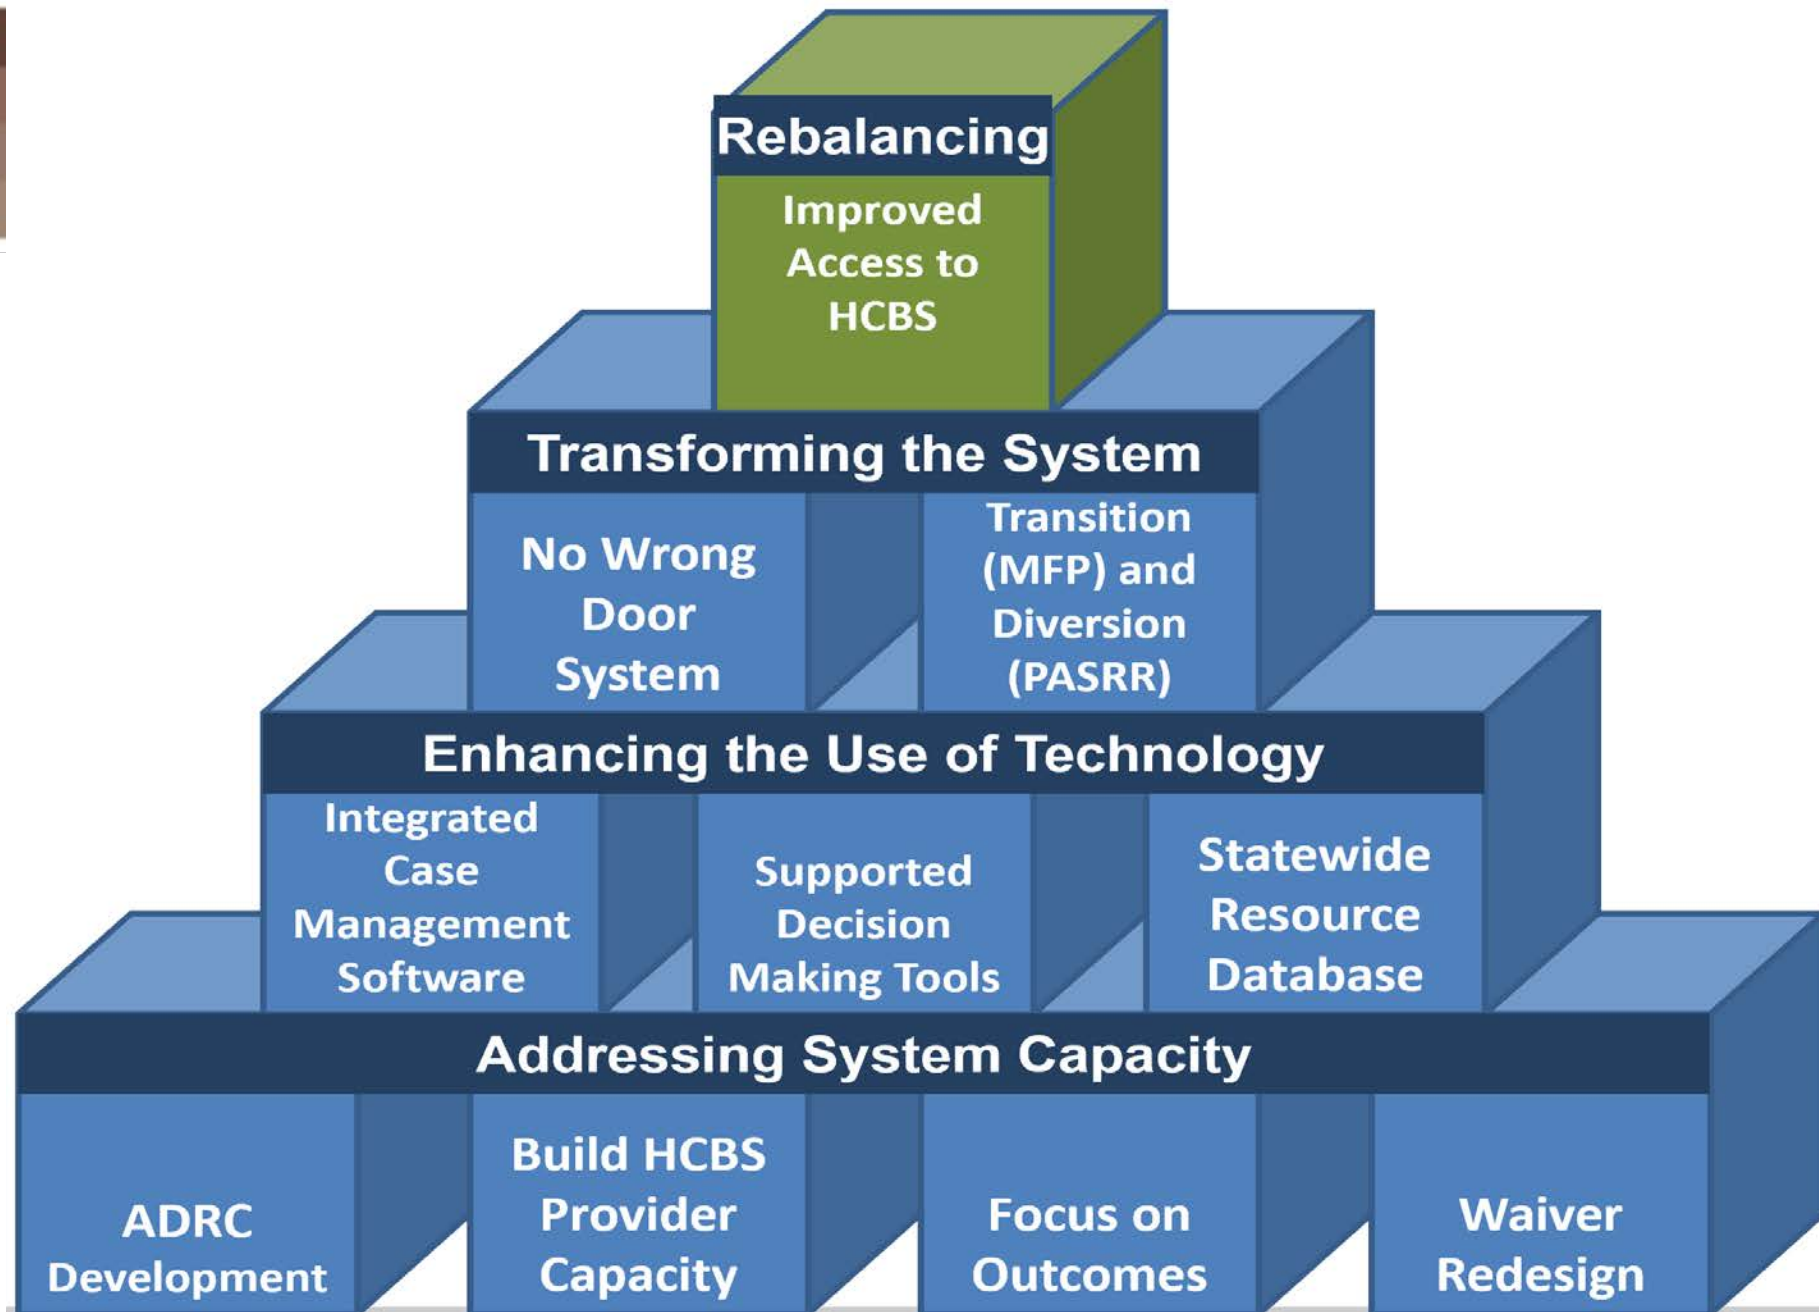 Rebalancing
Improved
Access to
HCBS
Transforming the System
No Wrong
Door
System
Transition
(MFP) and
Diversion
(PASRR)
Enhancing the Use of Technology
Integrated
Case
Management
Software
Supported
Decision
Making Tools
Statewide
Resource
Database
Addressing System Capacity
ADRC
Development
Build HCBS
Provider
Capacity
Focus on
Outcomes
Waiver
Redesign